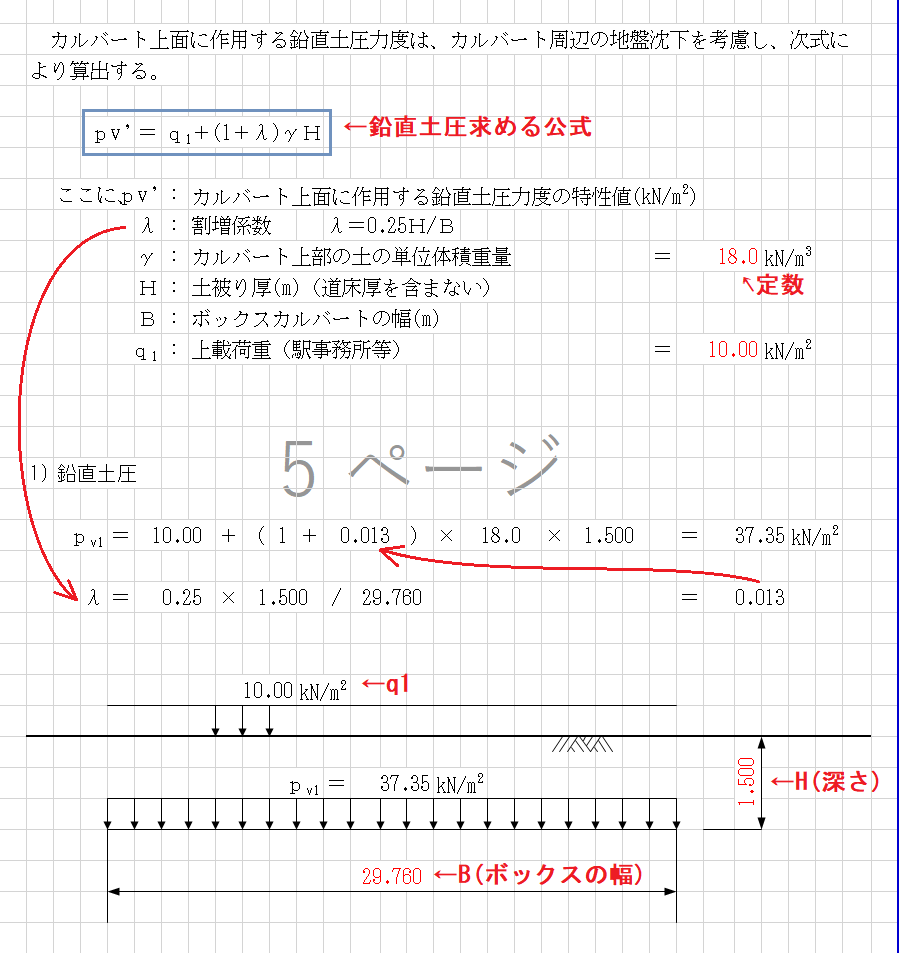 カルバート上面に作用する鉛直土圧力度は、カルバート周辺の地盤沈下を考慮し、次式に
より算出する。
pv’＝ q1+(1+λ)γH ←鉛直土圧求める公式
ここに、pv’： カルバート上面に作用する鉛直土圧力度の特性値(kN/m²)
λ： 割増係数 λ＝0.25H/B
γ： カルバート上部の土の単位体積重量 ＝ 18.0 kN/m³
↖定数
H： 土被り厚(m)（道床厚を含まない）
B： ボックスカルバートの幅(m)
q1： 上載荷重（駅事務所等） ＝ 10.00 kN/m²
5 ページ
1) 鉛直土圧
pv1＝ 10.00 ＋ ( 1 ＋ 0.013 ) × 18.0 × 1.500 ＝ 37.35 kN/m²
λ＝ 0.25 × 1.500 / 29.760 ＝ 0.013
10.00 kN/m² ←q1
1.500 ←H(深さ)
pv1＝ 37.35 kN/m²
29.760 ←B(ボックスの幅)